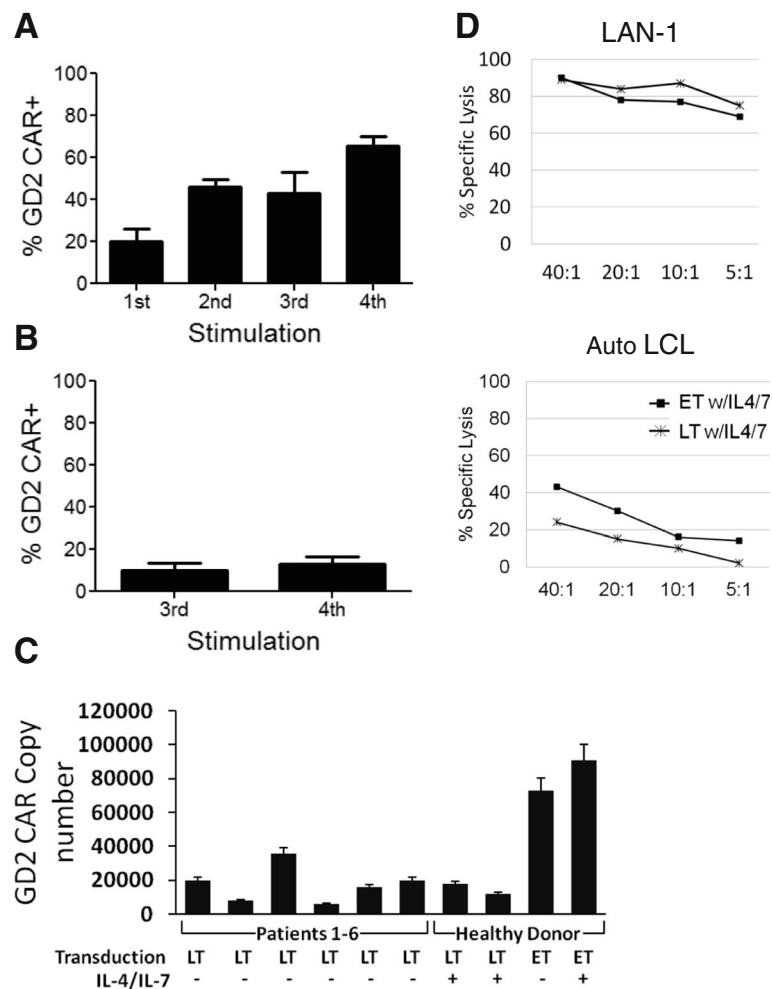 A
% GD2 CAR+
100
80
60
40
20
0
1st 2nd 3rd 4th
Stimulation
B
% GD2 CAR+
100
80
60
40
20
0
3rd 4th
Stimulation
C
GD2 CAR Copy
number
120000
100000
80000
60000
40000
20000
0
Patients 1-6 Healthy Donor
Transduction LT LT LT LT LT LT LT LT ET ET
IL-4/IL-7 - - - - - - + + - +
D
LAN-1
% Specific Lysis
100
80
60
40
20
0
40:1 20:1 10:1 5:1
Auto LCL
% Specific Lysis
100
80
60
40
20
0
ET w/IL4/7
LT w/IL4/7
40:1 20:1 10:1 5:1